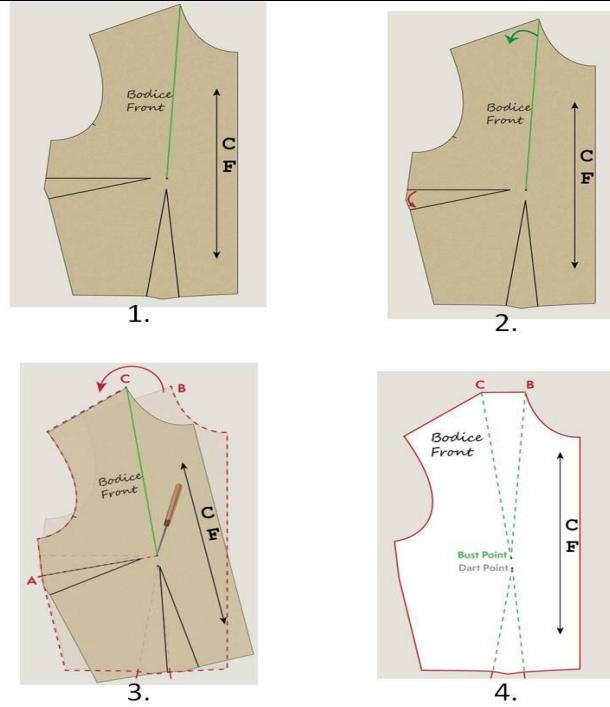 Bodice
Front
C
F
1.
Bodice
Front
C
F
2.
C
B
Bodice
Front
C
F
A
3.
C
B
Bodice
Front
C
F
Bust Point
Dart Point
4.